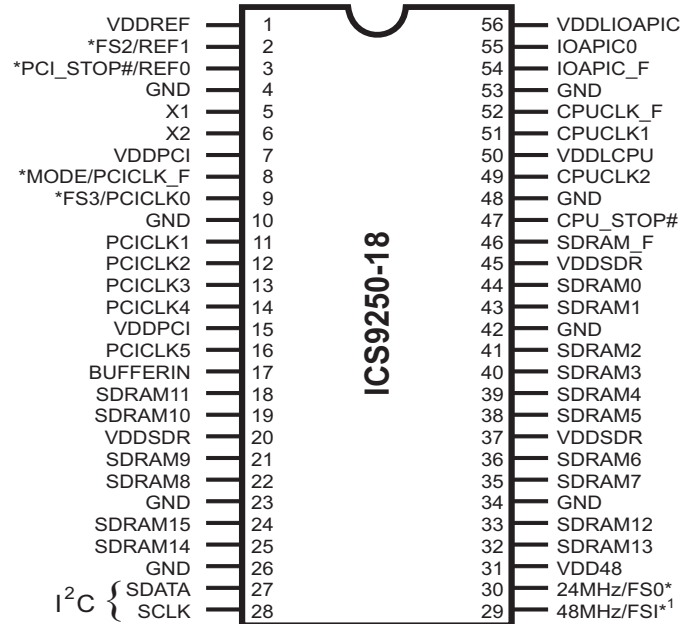 VDDREF 1 56 VDDLIOAPIC
*FS2/REF1 2 55 IOAPIC0
*PCI_STOP#/REF0 3 54 IOAPIC_F
GND 4 53 GND
X1 5 52 CPUCLK_F
X2 6 51 CPUCLK1
VDDPCI 7 50 VDDLCPU
*MODE/PCICLK_F 8 49 CPUCLK2
*FS3/PCICLK0 9 48 GND
GND 10 47 CPU_STOP#
PCICLK1 11 46 SDRAM_F
PCICLK2 12 45 VDDSDR
PCICLK3 13 44 SDRAM0
PCICLK4 14 43 SDRAM1
VDDPCI 15 42 GND
PCICLK5 16 41 SDRAM2
BUFFERIN 17 40 SDRAM3
SDRAM11 18 39 SDRAM4
SDRAM10 19 38 SDRAM5
VDDSDR 20 37 VDDSDR
SDRAM9 21 36 SDRAM6
SDRAM8 22 35 SDRAM7
GND 23 34 GND
SDRAM15 24 33 SDRAM12
SDRAM14 25 32 SDRAM13
GND 26 31 VDD48
I²C { SDATA 27 30 24MHz/FS0*
SCLK 28 29 48MHz/FSI*¹
ICS9250-18